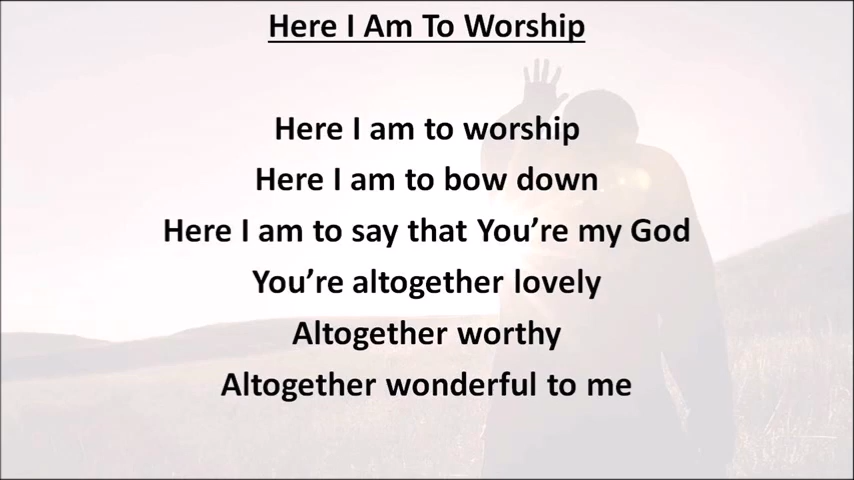 Here I Am To Worship
Here I am to worship
Here I am to bow down
Here I am to say that You’re my God
You’re altogether lovely
Altogether worthy
Altogether wonderful to me